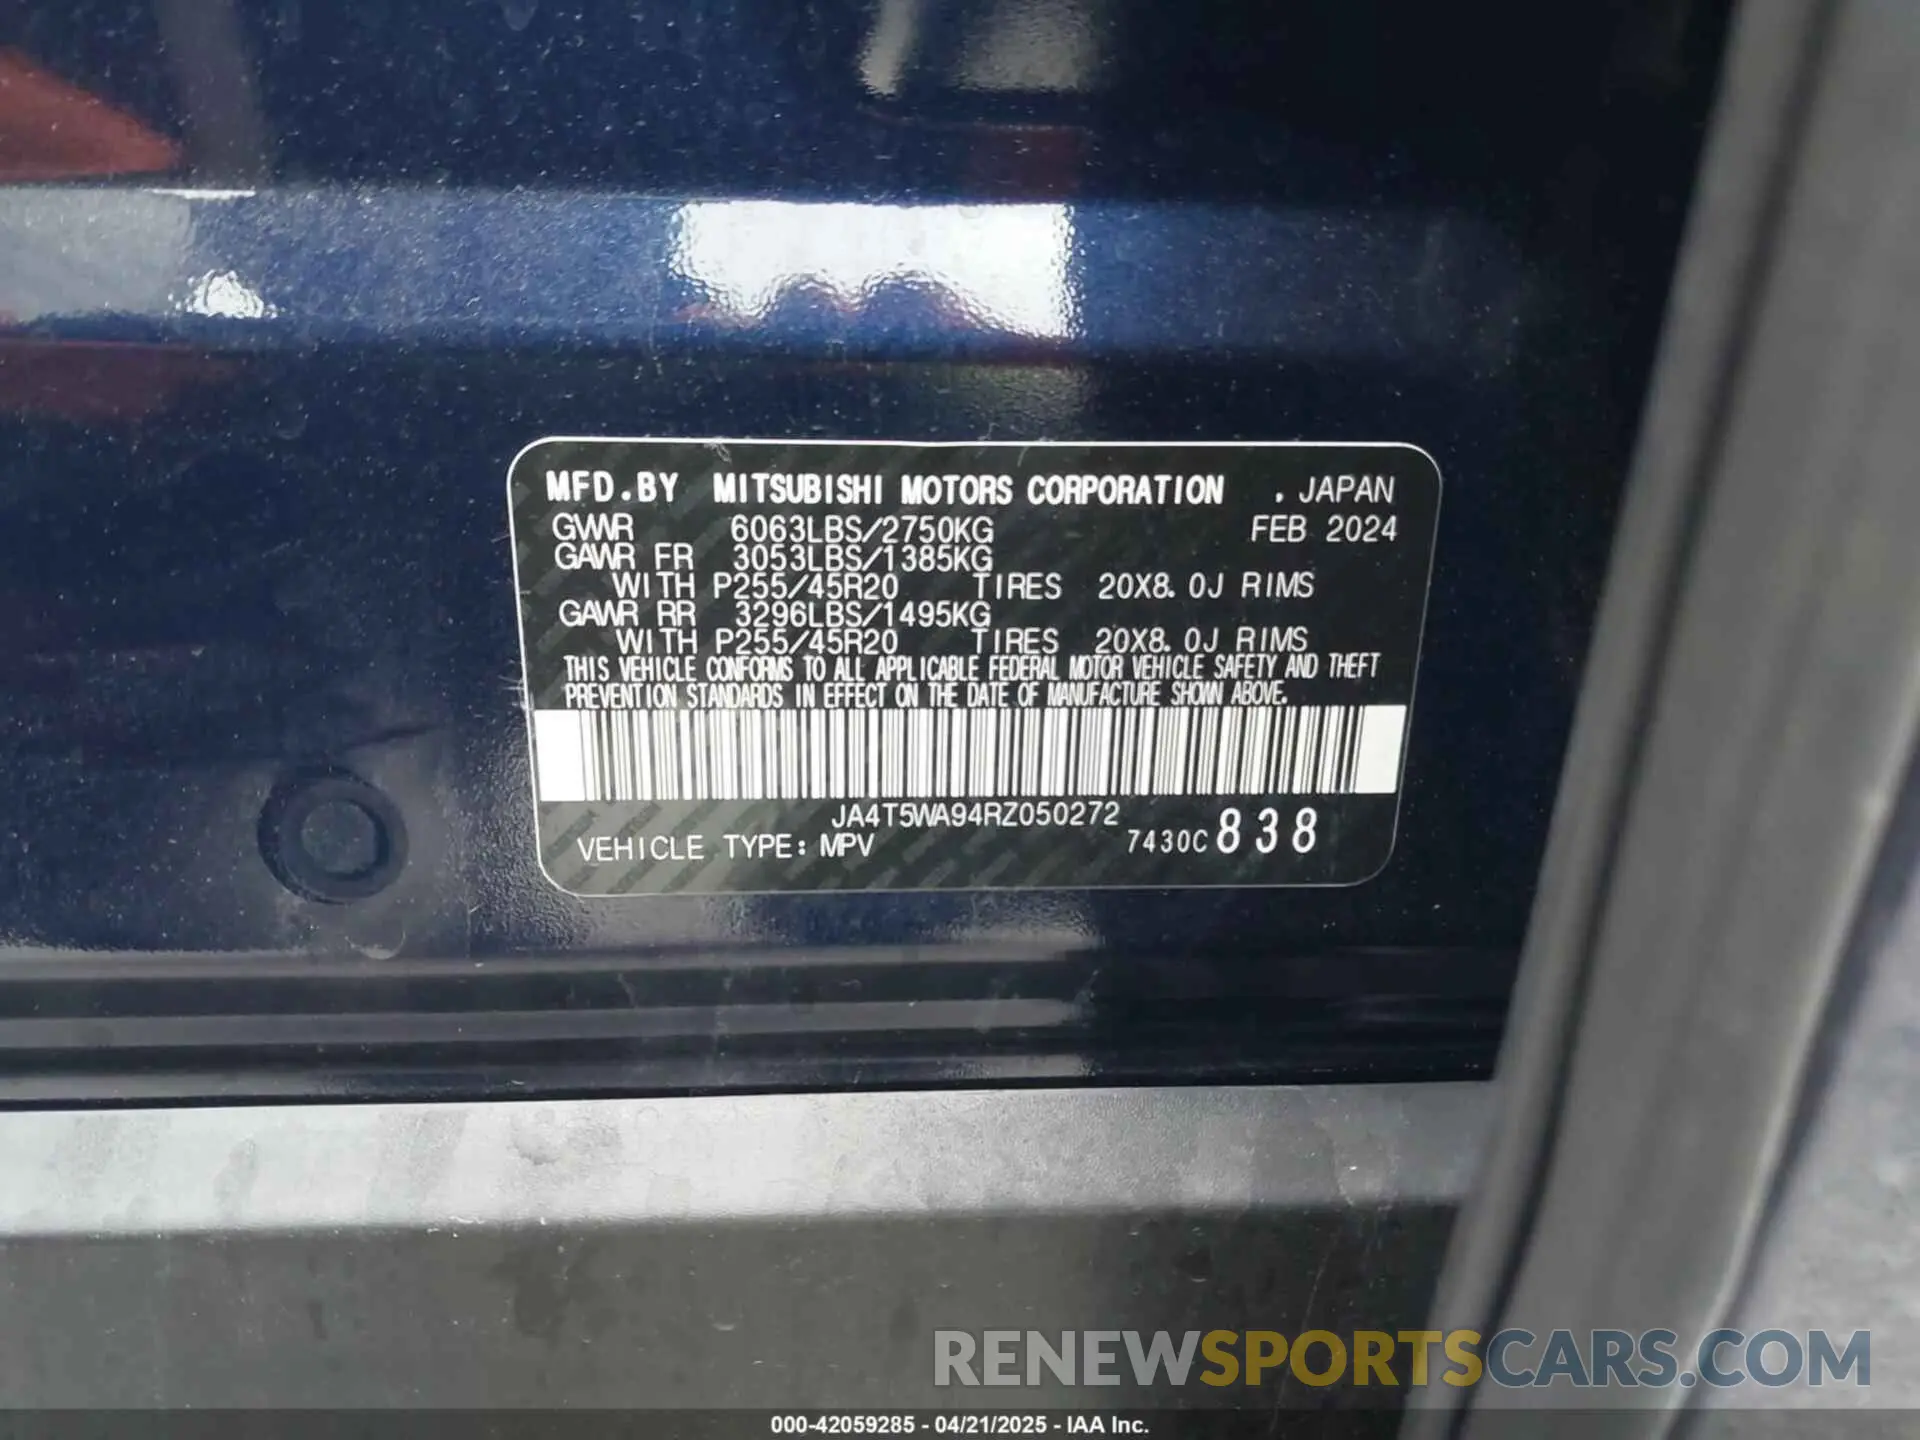 MFD.BY MITSUBISHI MOTORS CORPORATION . JAPAN
GVWR 6063LBS/2750KG FEB 2024
GAWR FR 3053LBS/1385KG
WITH P255/45R20 TIRES 20X8.0J RIMS
GAWR RR 3296LBS/1495KG
WITH P255/45R20 TIRES 20X8.0J RIMS
THIS VEHICLE CONFORMS TO ALL APPLICABLE FEDERAL MOTOR VEHICLE SAFETY AND THEFT
PREVENTION STANDARDS IN EFFECT ON THE DATE OF MANUFACTURE SHOWN ABOVE.
JA4T5WA94RZ050272
VEHICLE TYPE: MPV 7430C 838
RENEWSPORTSCARS.COM
000-42059285 - 04/21/2025 - IAA Inc.